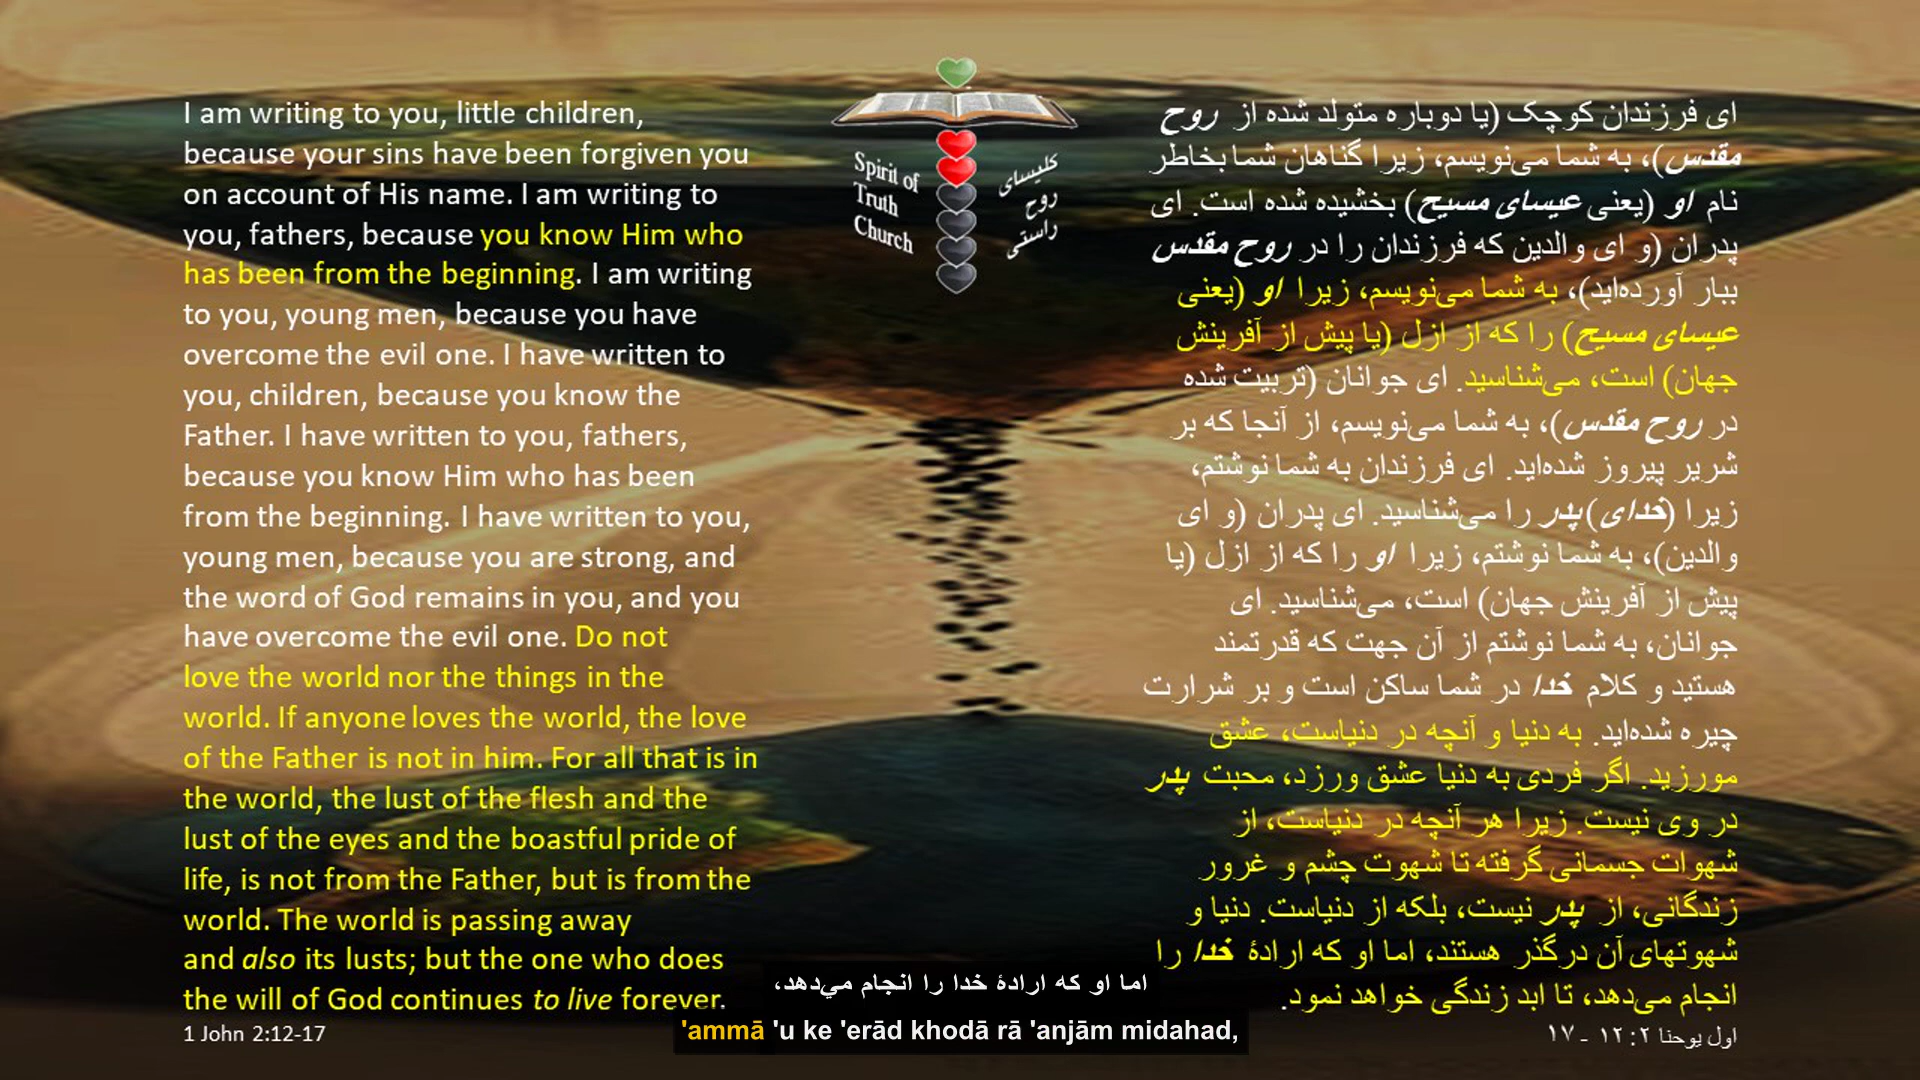 I am writing to you, little children,
because your sins have been forgiven you
on account of His name. I am writing to
you, fathers, because you know Him who
has been from the beginning. I am writing
to you, young men, because you have
overcome the evil one. I have written to
you, children, because you know the
Father. I have written to you, fathers,
because you know Him who has been
from the beginning. I have written to you,
young men, because you are strong, and
the word of God remains in you, and you
have overcome the evil one. Do not
love the world nor the things in the
world. If anyone loves the world, the love
of the Father is not in him. For all that is in
the world, the lust of the flesh and the
lust of the eyes and the boastful pride of
life, is not from the Father, but is from the
world. The world is passing away
and also its lusts; but the one who does
the will of God continues to live forever.
1 John 2:12-17
Spirit of
Truth
Church
کلیسای
روح
راستی
ای فرزندان کوچک (یا دوباره متولد شده از روح
مقدس)، به شما می‌نویسم، زیرا گناهان شما بخاطر
نام او (یعنی عیسای مسیح) بخشیده شده است. ای
پدران (و ای والدین که فرزندان را در روح مقدس
ببار آورده‌اید)، به شما می‌نویسم، زیرا او (یعنی
عیسای مسیح) را که از ازل (یا پیش از آفرینش
جهان) است، می‌شناسید. ای جوانان (تربیت شده
در روح مقدس)، به شما می‌نویسم، از آنجا که بر
شریر پیروز شده‌اید. ای فرزندان به شما نوشتم،
زیرا (خدای) پدر را می‌شناسید. ای پدران (و ای
والدین)، به شما نوشتم، زیرا او را که از ازل (یا
پیش از آفرینش جهان) است، می‌شناسید. ای
جوانان، به شما نوشتم از آن جهت که قدرتمند
هستید و کلام خدا در شما ساکن است و بر شرارت
چیره شده‌اید. به دنیا و آنچه در دنیاست، عشق
مورزید. اگر فردی به دنیا عشق ورزد، محبت پدر
در وی نیست. زیرا هر آنچه در دنیاست، از
شهوات جسمانی گرفته تا شهوت چشم و غرور
زندگانی، از پدر نیست، بلکه از دنیاست. دنیا و
شهوتهای آن درگذر هستند، اما او که ارادهٔ خدا را
انجام می‌دهد، تا ابد زندگی خواهد نمود.
اول یوحنا ۲:‏۱۲ - ۱۷
اما او که ارادهٔ خدا را انجام مي‌دهد،
'ammā 'u ke 'erād khodā rā 'anjām midahad,